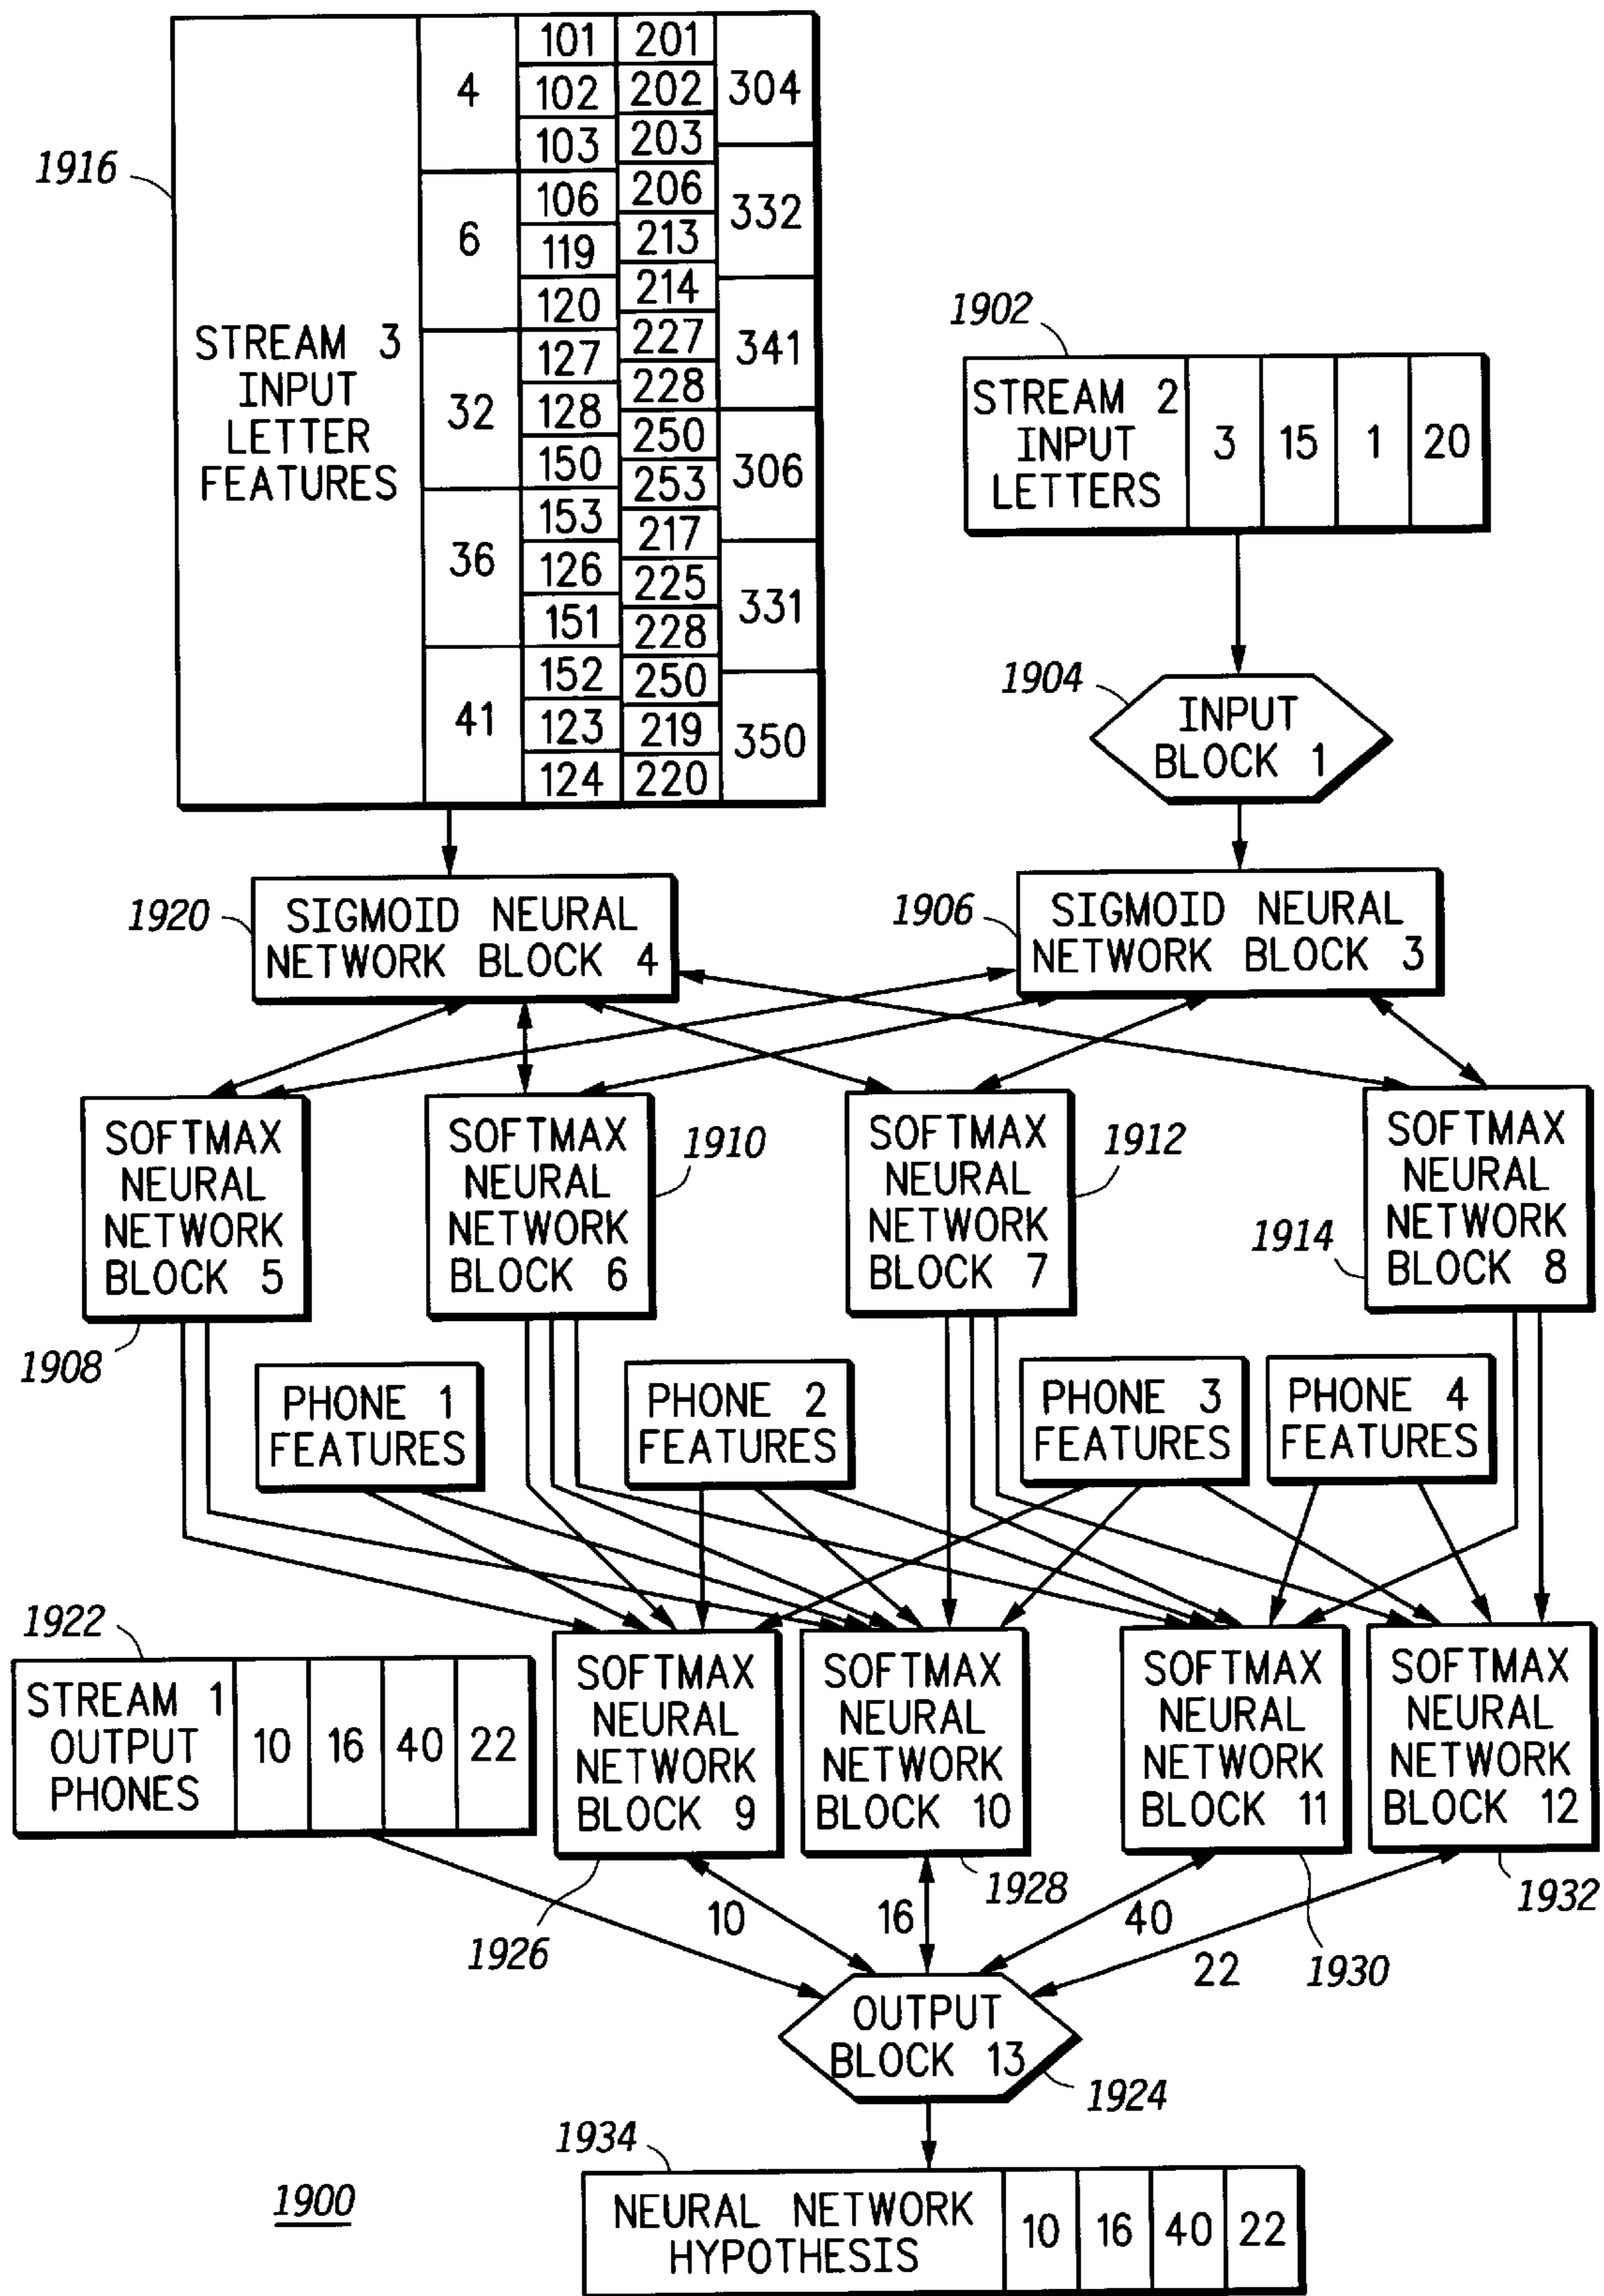 1916
STREAM 3
INPUT
LETTER
FEATURES
4
6
32
36
41
101
102
103
106
119
120
127
128
150
153
126
151
152
123
124
201
202
203
206
213
214
227
228
250
253
217
225
228
250
219
220
304
332
341
306
331
350
1902
STREAM 2
INPUT
LETTERS
3
15
1
20
1904
INPUT
BLOCK 1
1920
SIGMOID NEURAL
NETWORK BLOCK 4
1906
SIGMOID NEURAL
NETWORK BLOCK 3
SOFTMAX
NEURAL
NETWORK
BLOCK 5
1908
SOFTMAX
NEURAL
NETWORK
BLOCK 6
1910
SOFTMAX
NEURAL
NETWORK
BLOCK 7
1912
SOFTMAX
NEURAL
NETWORK
BLOCK 8
1914
PHONE 1
FEATURES
PHONE 2
FEATURES
PHONE 3
FEATURES
PHONE 4
FEATURES
1922
STREAM 1
OUTPUT
PHONES
10
16
40
22
SOFTMAX
NEURAL
NETWORK
BLOCK 9
SOFTMAX
NEURAL
NETWORK
BLOCK 10
SOFTMAX
NEURAL
NETWORK
BLOCK 11
SOFTMAX
NEURAL
NETWORK
BLOCK 12
1926
10
16
1928
40
22
1930
1932
OUTPUT
BLOCK 13
1924
1934
NEURAL NETWORK
HYPOTHESIS
10
16
40
22
1900